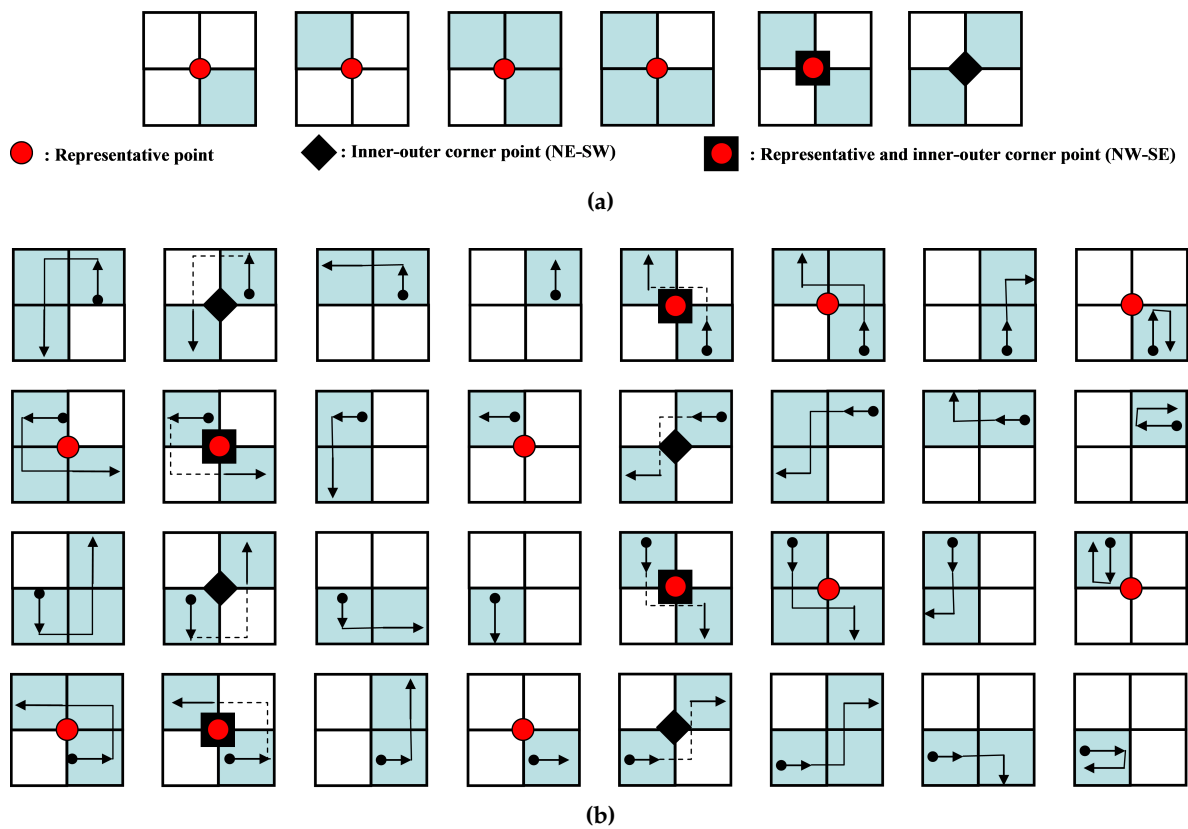 : Representative point
: Inner-outer corner point (NE-SW)
: Representative and inner-outer corner point (NW-SE)
(a)
(b)